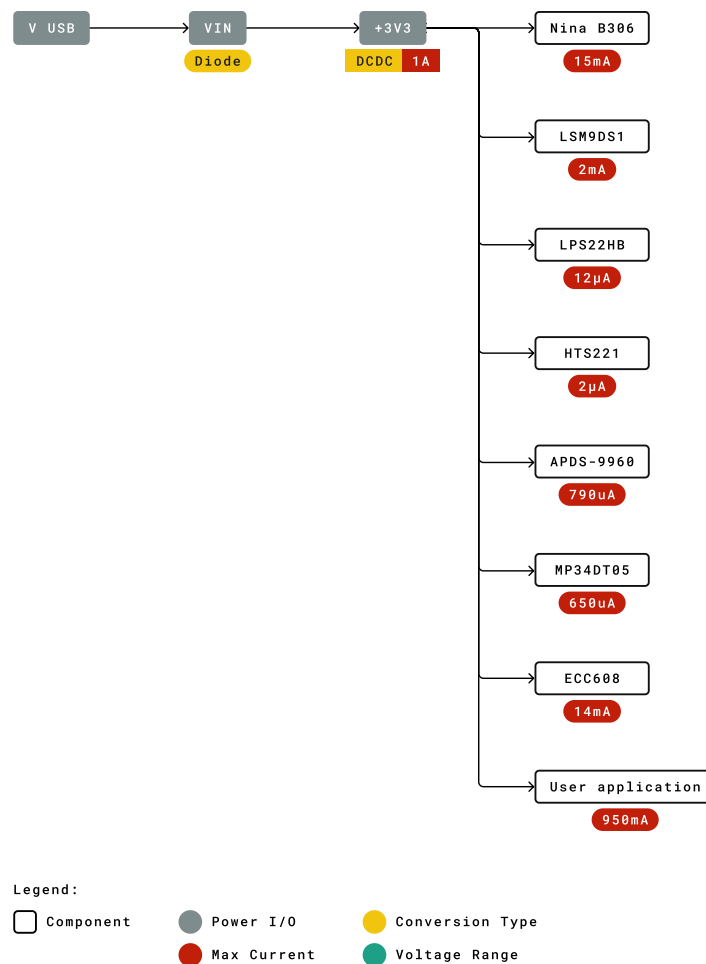 V USB
VIN
+3V3
Nina B306
Diode
DCDC
1A
15mA
LSM9DS1
2mA
LPS22HB
12µA
HTS221
2µA
APDS-9960
790uA
MP34DT05
650uA
ECC608
14mA
User application
950mA
Legend:
Component
Power I/O
Conversion Type
Max Current
Voltage Range